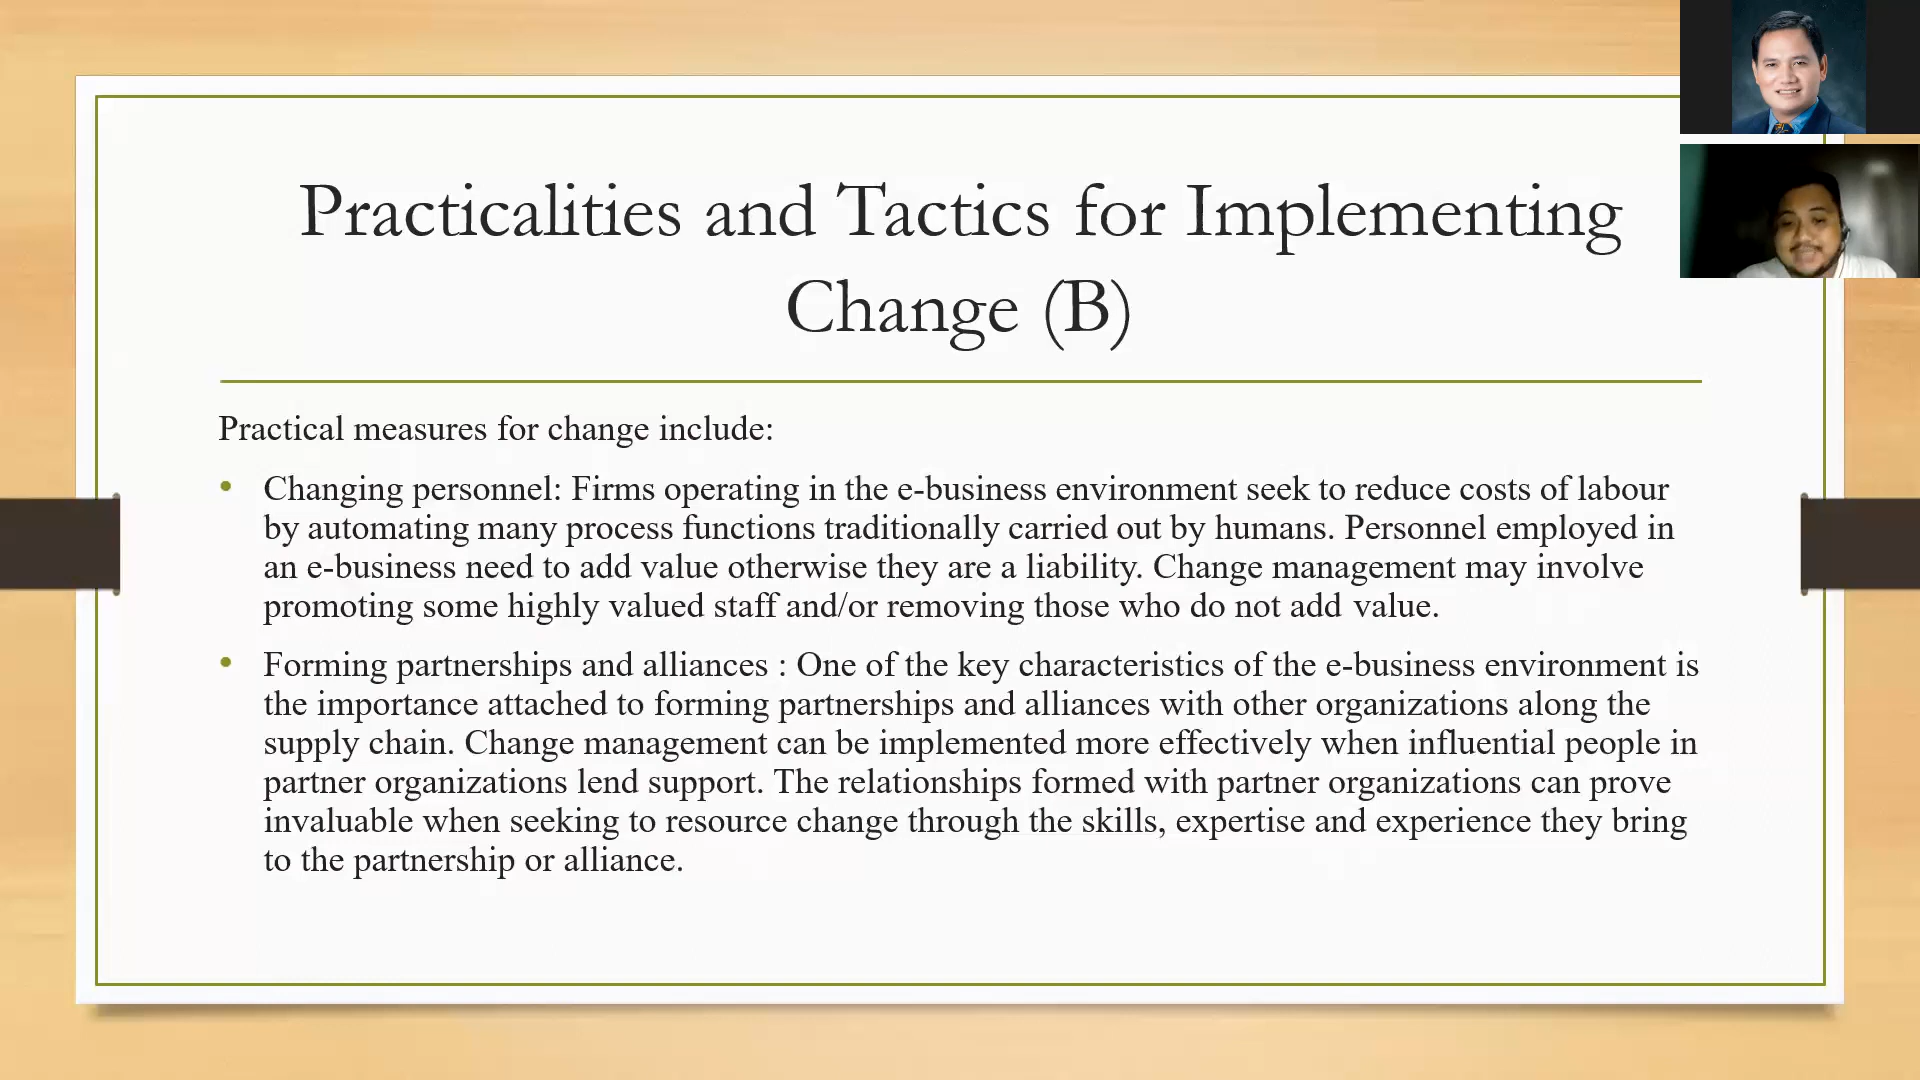 Practicalities and Tactics for Implementing
Change (B)
Practical measures for change include:
• Changing personnel: Firms operating in the e-business environment seek to reduce costs of labour
by automating many process functions traditionally carried out by humans. Personnel employed in
an e-business need to add value otherwise they are a liability. Change management may involve
promoting some highly valued staff and/or removing those who do not add value.
• Forming partnerships and alliances : One of the key characteristics of the e-business environment is
the importance attached to forming partnerships and alliances with other organizations along the
supply chain. Change management can be implemented more effectively when influential people in
partner organizations lend support. The relationships formed with partner organizations can prove
invaluable when seeking to resource change through the skills, expertise and experience they bring
to the partnership or alliance.